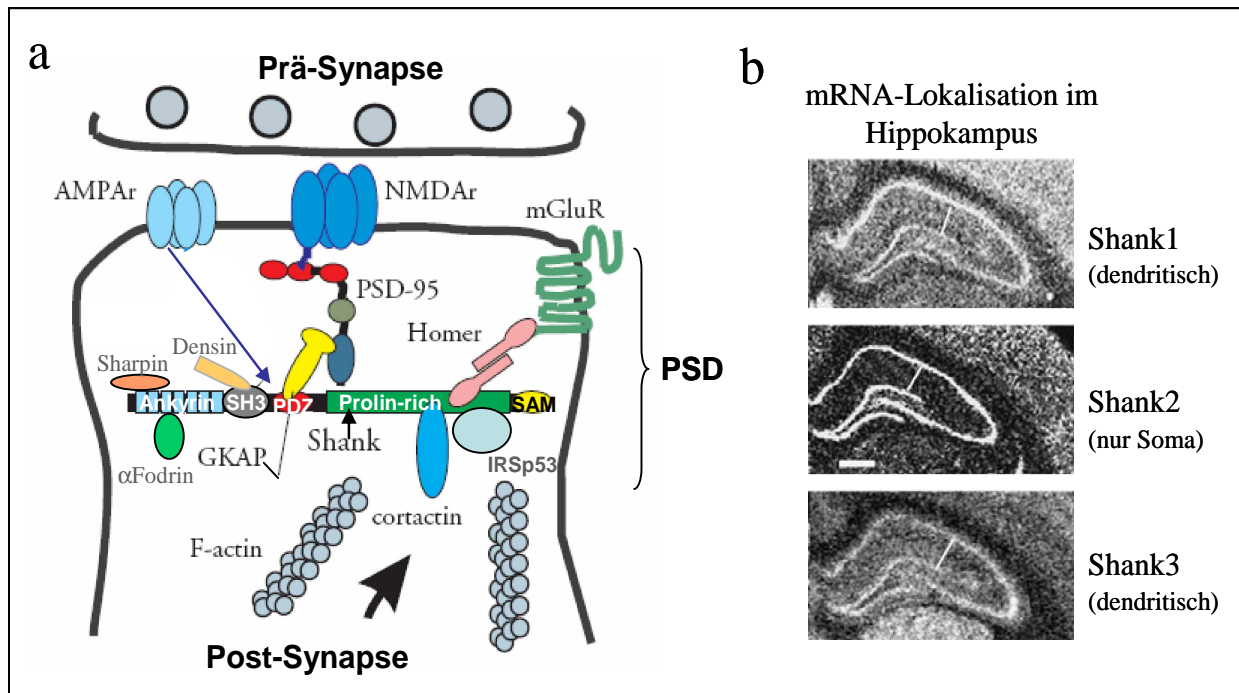 a
Prä-Synapse
AMPAr
NMDAr
mGluR
PSD-95
Homer
Densin
Sharpin
PSD
Ankyrin SH3 PDZ Prolin-rich SAM
Shank
GKAP
αFodrin
IRSp53
cortactin
F-actin
Post-Synapse
b
mRNA-Lokalisation im
Hippokampus
Shank1
(dendritisch)
Shank2
(nur Soma)
Shank3
(dendritisch)